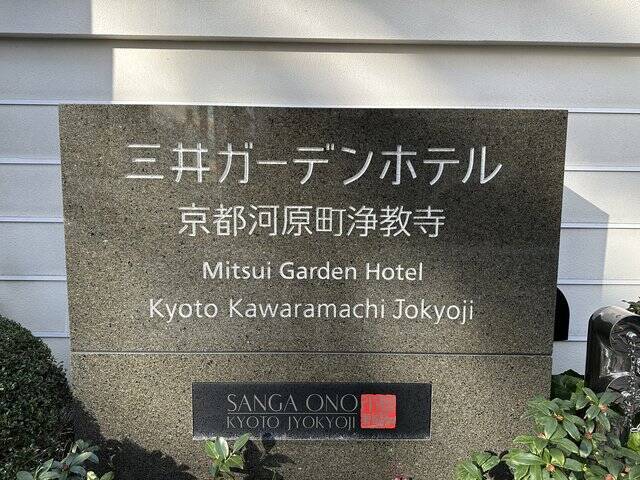 三井ガーデンホテル
京都河原町浄教寺
Mitsui Garden Hotel
Kyoto Kawaramachi Jokyoji
SANGA ONO
KYOTO JYOKYOJI